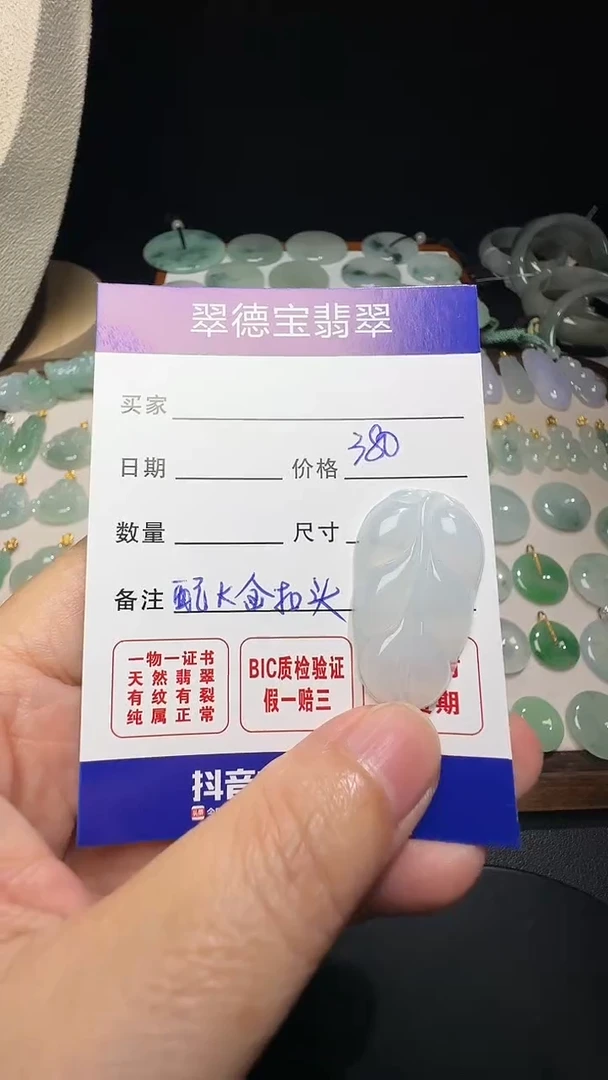 翠德宝翡翠
买家
日期 价格 380
数量 尺寸
备注 配K金扣头
一物一证书
天然翡翠
有纹有裂
纯属正常
BIC质检验证
假一赔三
期
抖音